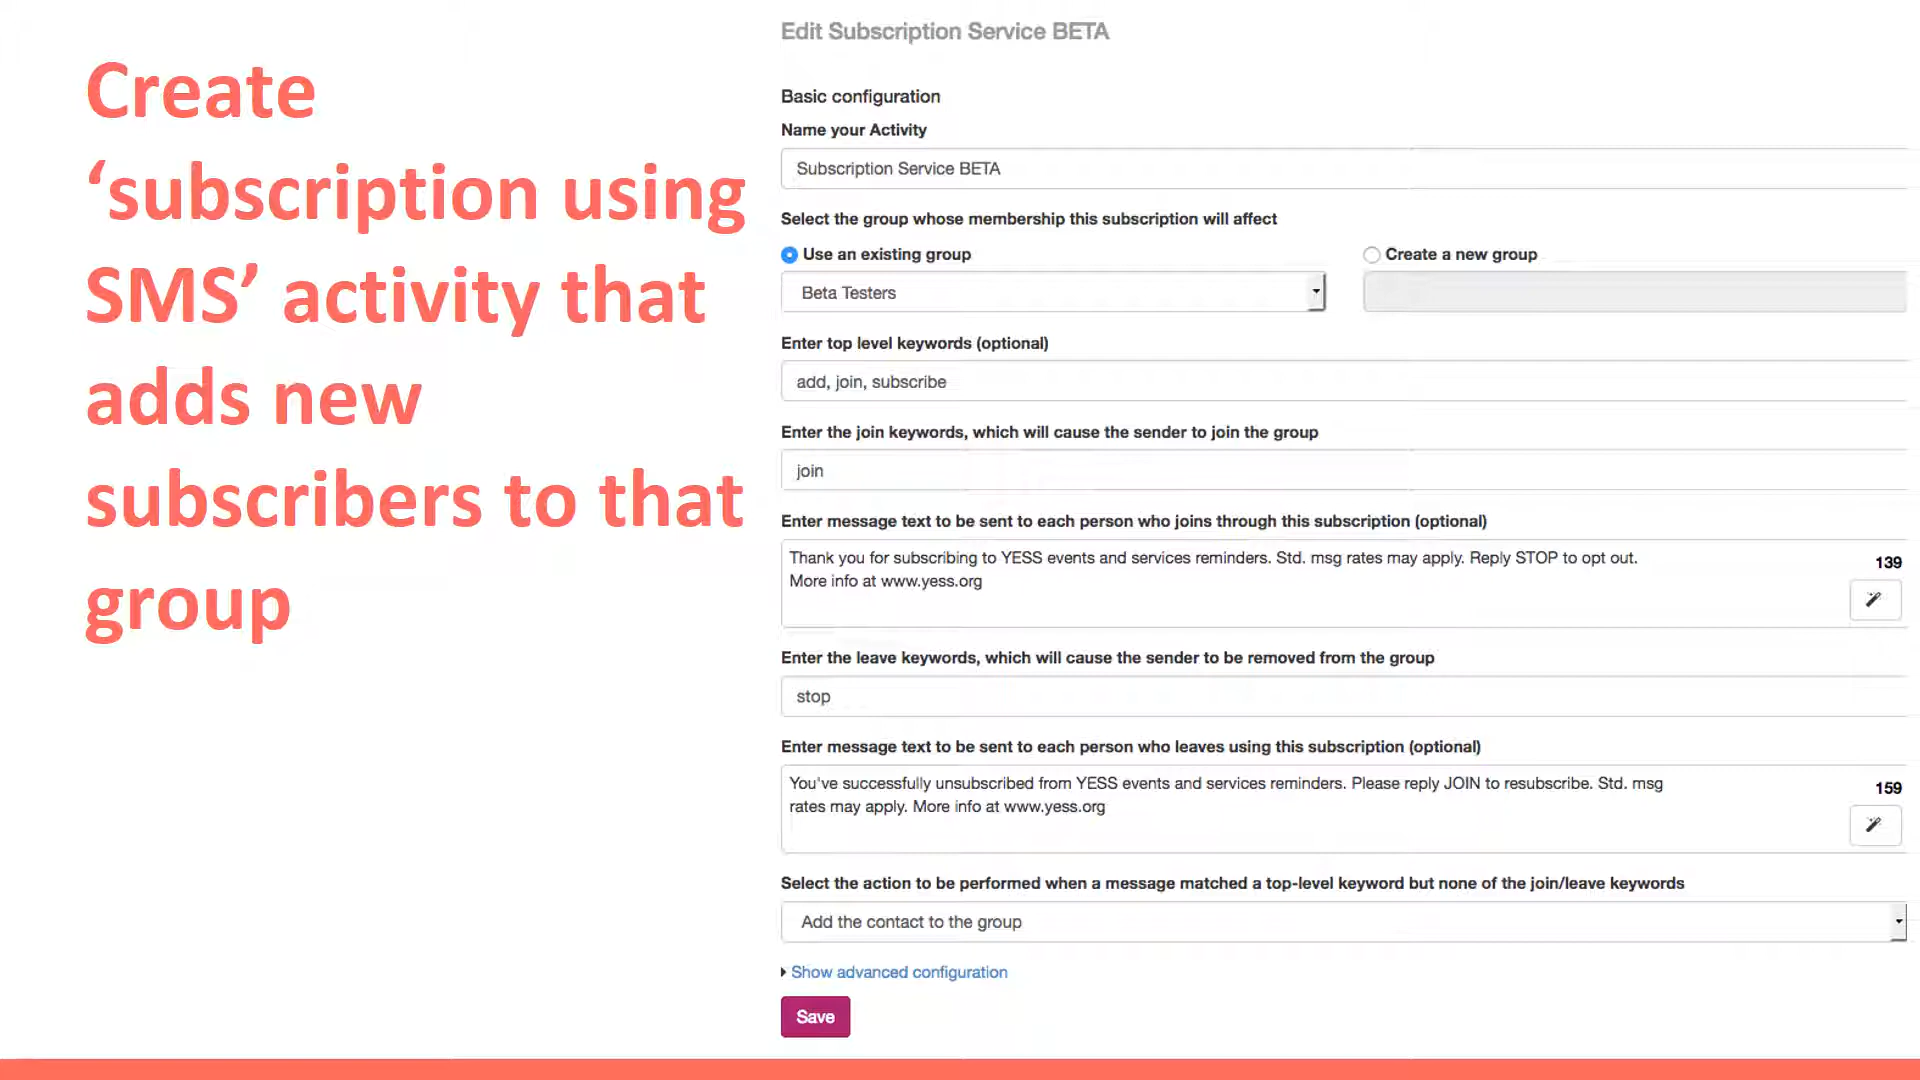 Create
‘subscription using
SMS’ activity that
adds new
subscribers to that
group
Edit Subscription Service BETA
Basic configuration
Name your Activity
Subscription Service BETA
Select the group whose membership this subscription will affect
Use an existing group
Create a new group
Beta Testers
Enter top level keywords (optional)
add, join, subscribe
Enter the join keywords, which will cause the sender to join the group
join
Enter message text to be sent to each person who joins through this subscription (optional)
Thank you for subscribing to YESS events and services reminders. Std. msg rates may apply. Reply STOP to opt out.
More info at www.yess.org
139
Enter the leave keywords, which will cause the sender to be removed from the group
stop
Enter message text to be sent to each person who leaves using this subscription (optional)
You've successfully unsubscribed from YESS events and services reminders. Please reply JOIN to resubscribe. Std. msg
rates may apply. More info at www.yess.org
159
Select the action to be performed when a message matched a top-level keyword but none of the join/leave keywords
Add the contact to the group
Show advanced configuration
Save